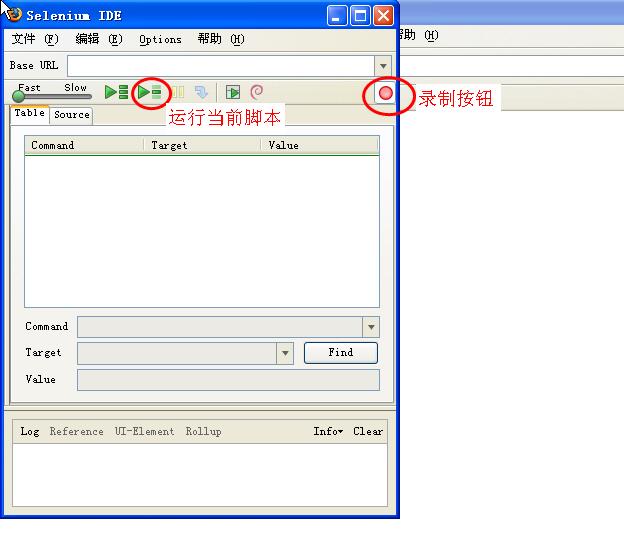 Selenium IDE
文件 (F) 编辑 (E) Options 帮助 (H)
帮助 (H)
Base URL
Fast Slow
录制按钮
运行当前脚本
Table Source
Command Target Value
Command
Target Find
Value
Log Reference UI-Element Rollup Info Clear